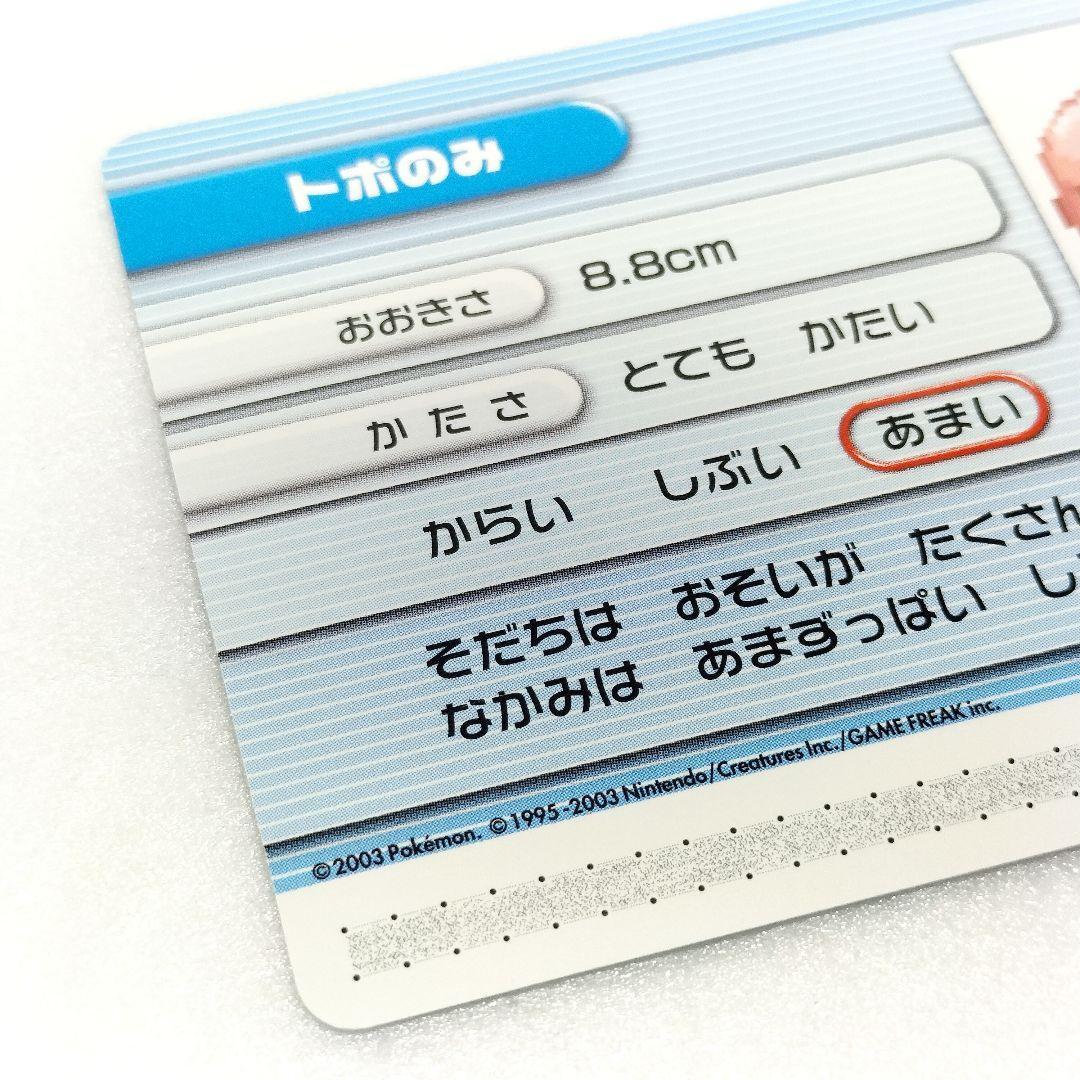 トポのみ
おおきさ 8.8cm
かたさ とても かたい
からい しぶい あまい
そだちは おそいが たくさん
なかみは あまずっぱい し
©2003 Pokémon. ©1995-2003 Nintendo/Creatures Inc./GAME FREAK inc.